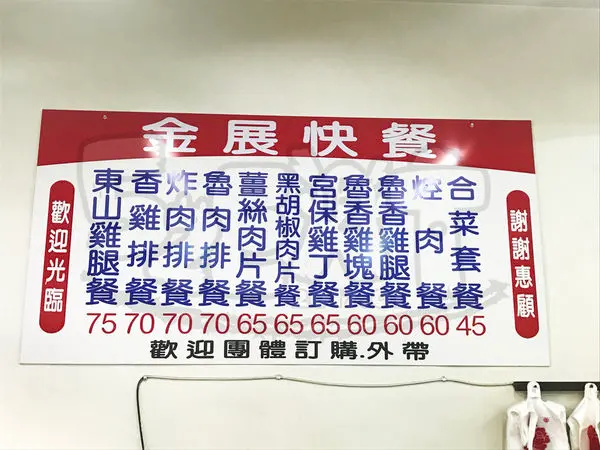 金展快餐
歡迎光臨
東山雞腿餐 75
香雞排餐 70
炸肉排餐 70
魯肉排餐 70
薑絲肉片餐 65
黑胡椒肉片餐 65
宮保雞丁餐 65
魯香雞塊餐 60
魯香雞腿餐 60
焢肉餐 60
合菜套餐 45
謝謝惠顧
歡迎團體訂購.外帶